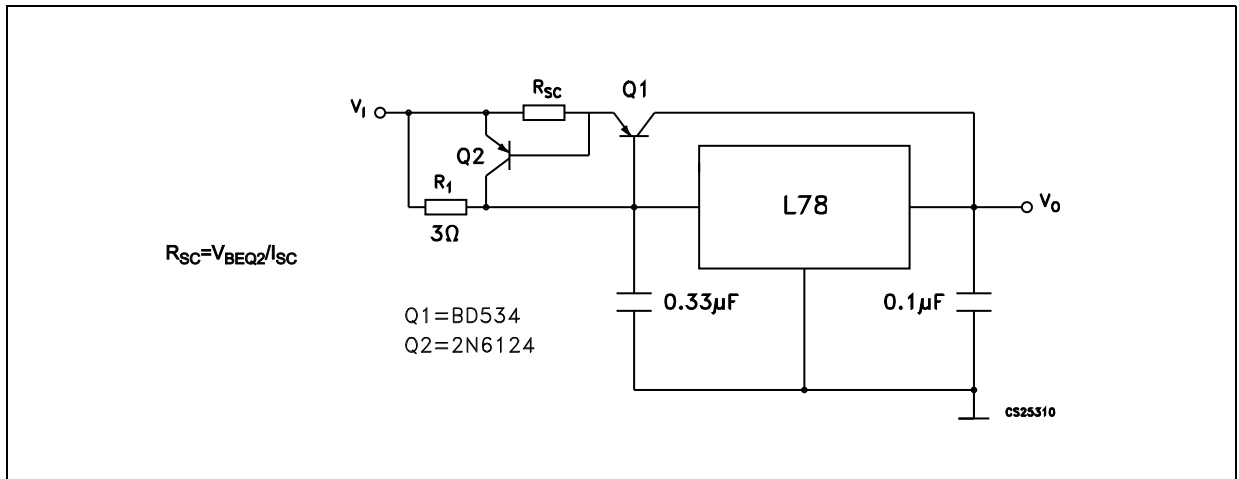 R_SC
Q1
V_I
Q2
R_1
3Ω
L78
V_O
R_SC=V_BEQ2/I_SC
0.33µF
0.1µF
Q1=BD534
Q2=2N6124
CS25310